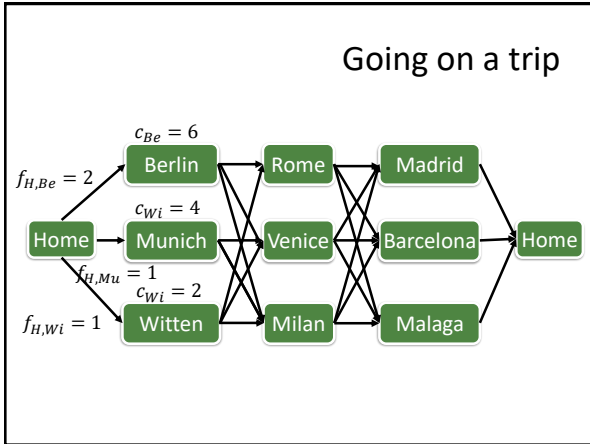 Going on a trip
c_{Be} = 6
Berlin Rome Madrid
f_{H,Be} = 2
c_{Wi} = 4
Home Munich Venice Barcelona Home
f_{H,Mu} = 1
c_{Wi} = 2
f_{H,Wi} = 1 Witten Milan Malaga